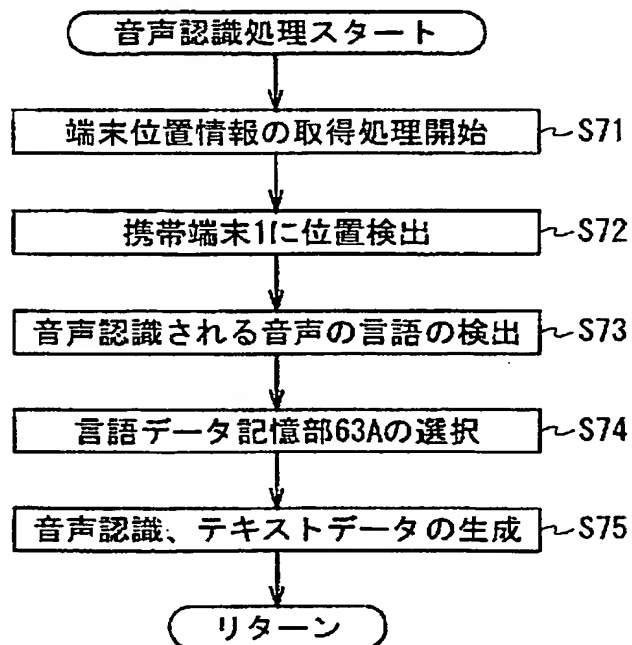 音声認識処理スタート
端末位置情報の取得処理開始 S71
携帯端末1に位置検出 S72
音声認識される音声の言語の検出 S73
言語データ記憶部63Aの選択 S74
音声認識、テキストデータの生成 S75
リターン